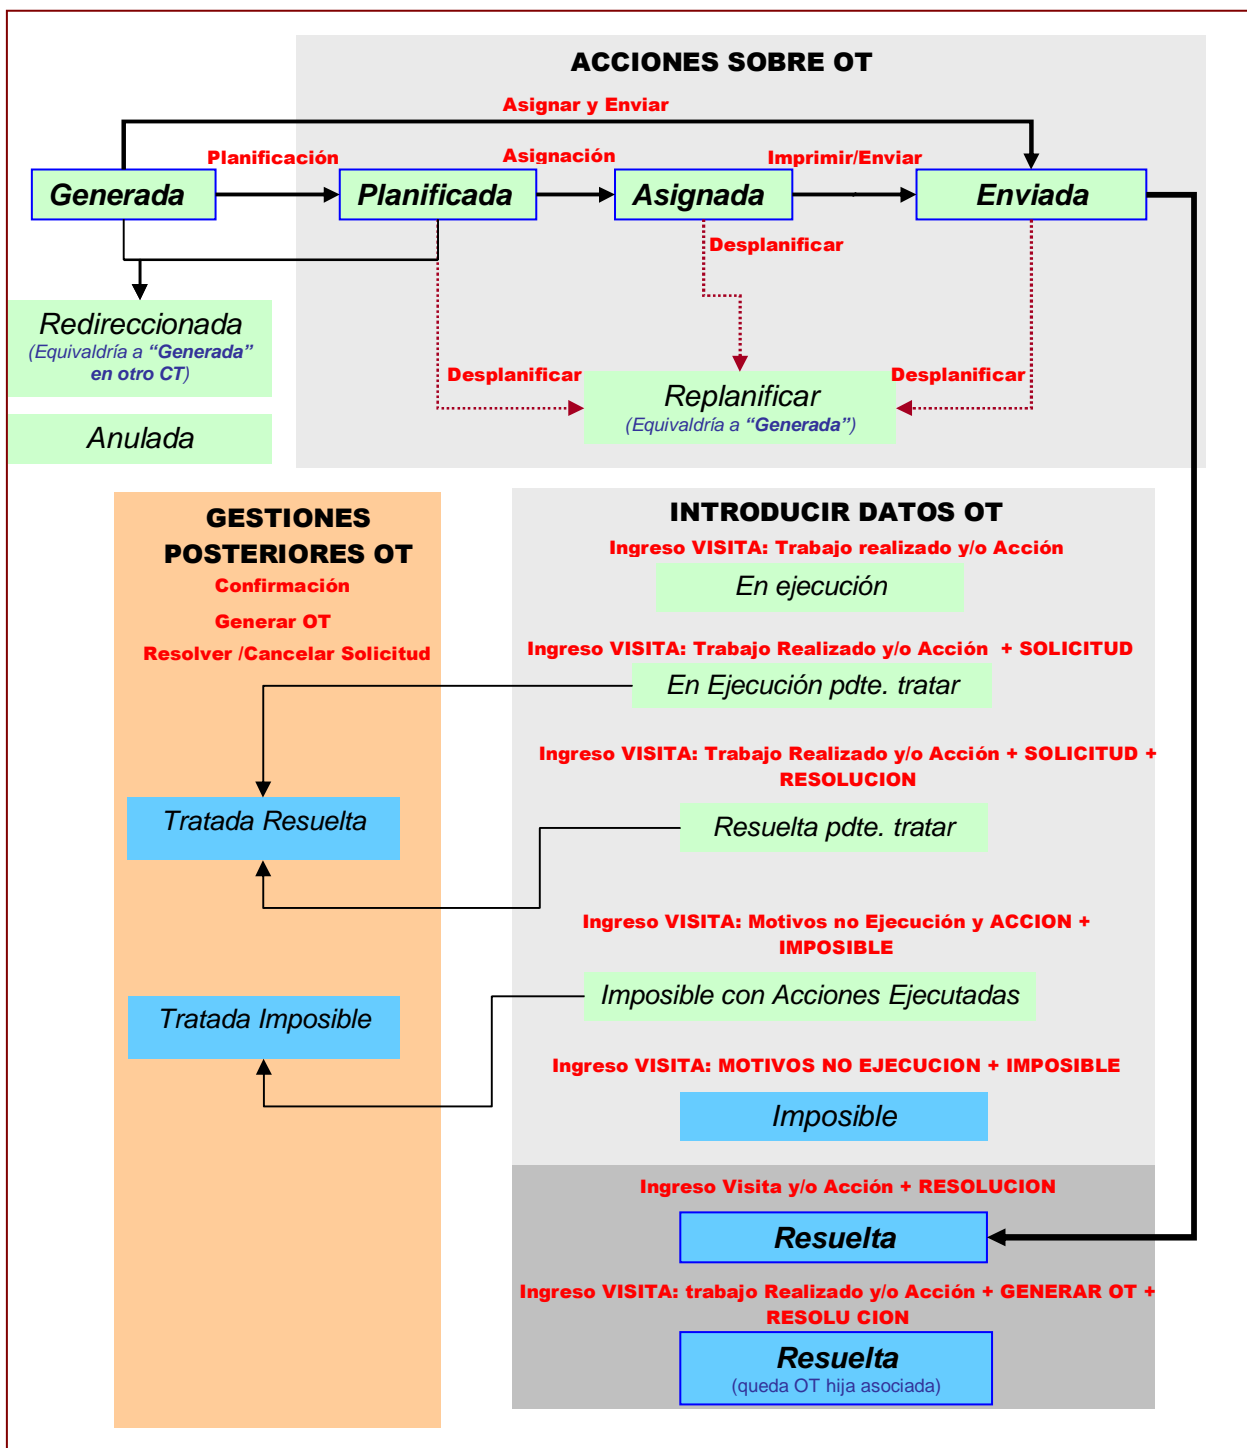 ACCIONES SOBRE OT
Asignar y Enviar
Planificación
Asignación
Imprimir/Enviar
Generada
Planificada
Asignada
Enviada
Desplanificar
Redireccionada
(Equivaldría a “Generada”
en otro CT)
Desplanificar
Desplanificar
Replanificar
(Equivaldría a “Generada”)
Anulada
GESTIONES
POSTERIORES OT
Confirmación
Generar OT
Resolver /Cancelar Solicitud
Tratada Resuelta
Tratada Imposible
INTRODUCIR DATOS OT
Ingreso VISITA: Trabajo realizado y/o Acción
En ejecución
Ingreso VISITA: Trabajo Realizado y/o Acción + SOLICITUD
En Ejecución pdte. tratar
Ingreso VISITA: Trabajo Realizado y/o Acción + SOLICITUD +
RESOLUCION
Resuelta pdte. tratar
Ingreso VISITA: Motivos no Ejecución y ACCION +
IMPOSIBLE
Imposible con Acciones Ejecutadas
Ingreso VISITA: MOTIVOS NO EJECUCION + IMPOSIBLE
Imposible
Ingreso Visita y/o Acción + RESOLUCION
Resuelta
Ingreso VISITA: trabajo Realizado y/o Acción + GENERAR OT +
RESOLU CION
Resuelta
(queda OT hija asociada)